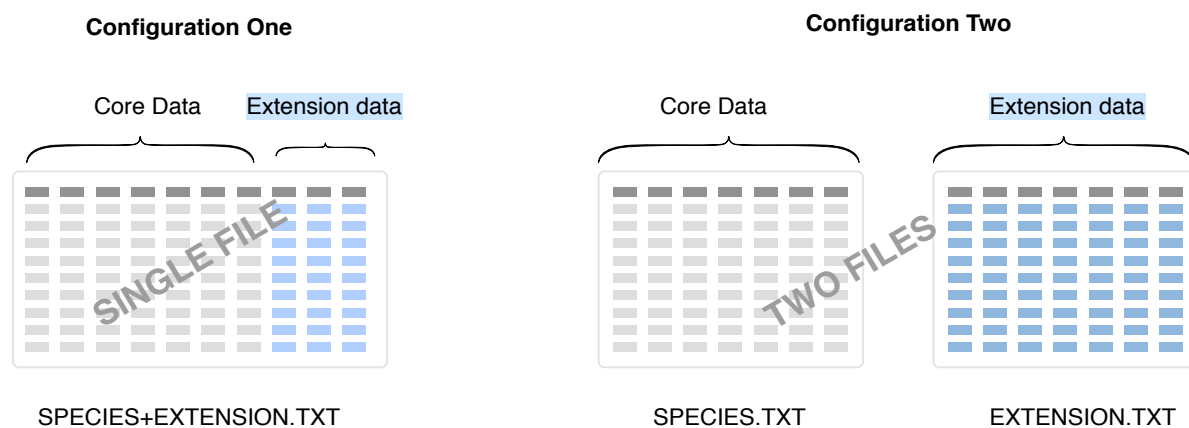 Configuration One
Core Data
Extension data
SINGLE FILE
SPECIES+EXTENSION.TXT
Configuration Two
Core Data
Extension data
TWO FILES
SPECIES.TXT
EXTENSION.TXT